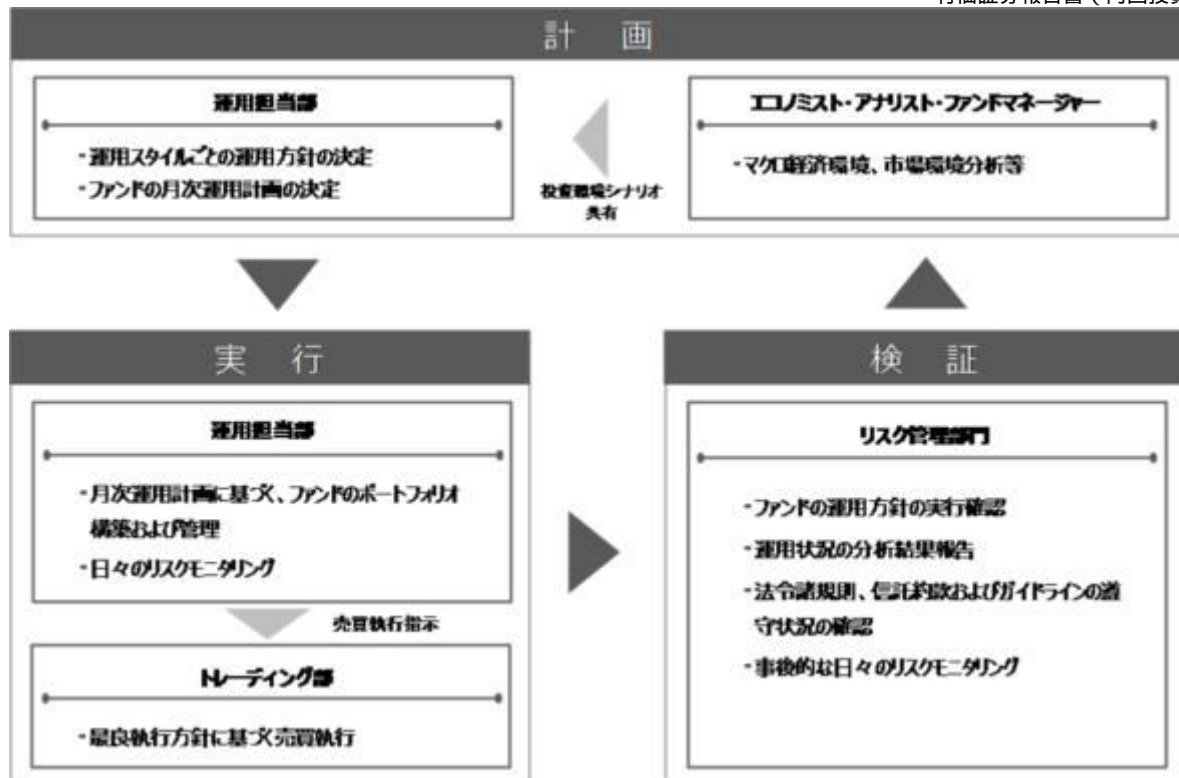 計 画
運用担当部
・運用スタイルごとの運用方針の決定
・ファンドの月次運用計画の決定
投資環境シナリオ
共有
エコノミスト・アナリスト・ファンドマネージャー
・マクロ経済環境、市場環境分析等
実 行
運用担当部
・月次運用計画に基づく、ファンドのポートフォリオ
構築および管理
・日々のリスクモニタリング
売買執行指示
トレーディング部
・最良執行方針に基づく売買執行
検 証
リスク管理部門
・ファンドの運用方針の実行確認
・運用状況の分析結果報告
・法令諸規則、信託約款およびガイドラインの遵
守状況の確認
・事後的な日々のリスクモニタリング